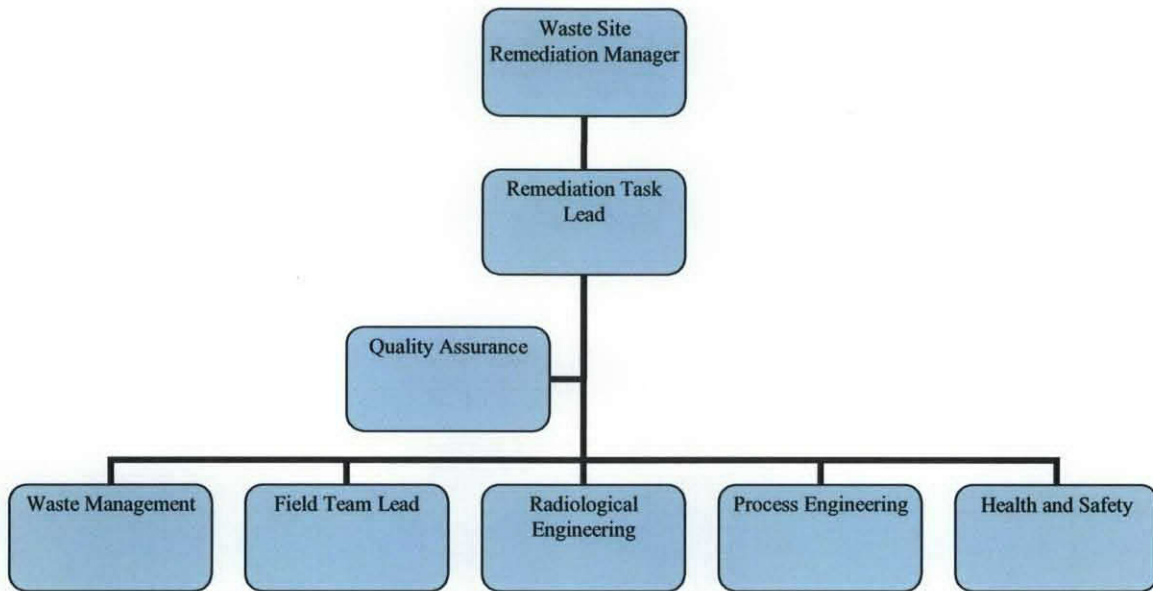 Waste Site
Remediation Manager
Remediation Task
Lead
Quality Assurance
Waste Management
Field Team Lead
Radiological
Engineering
Process Engineering
Health and Safety